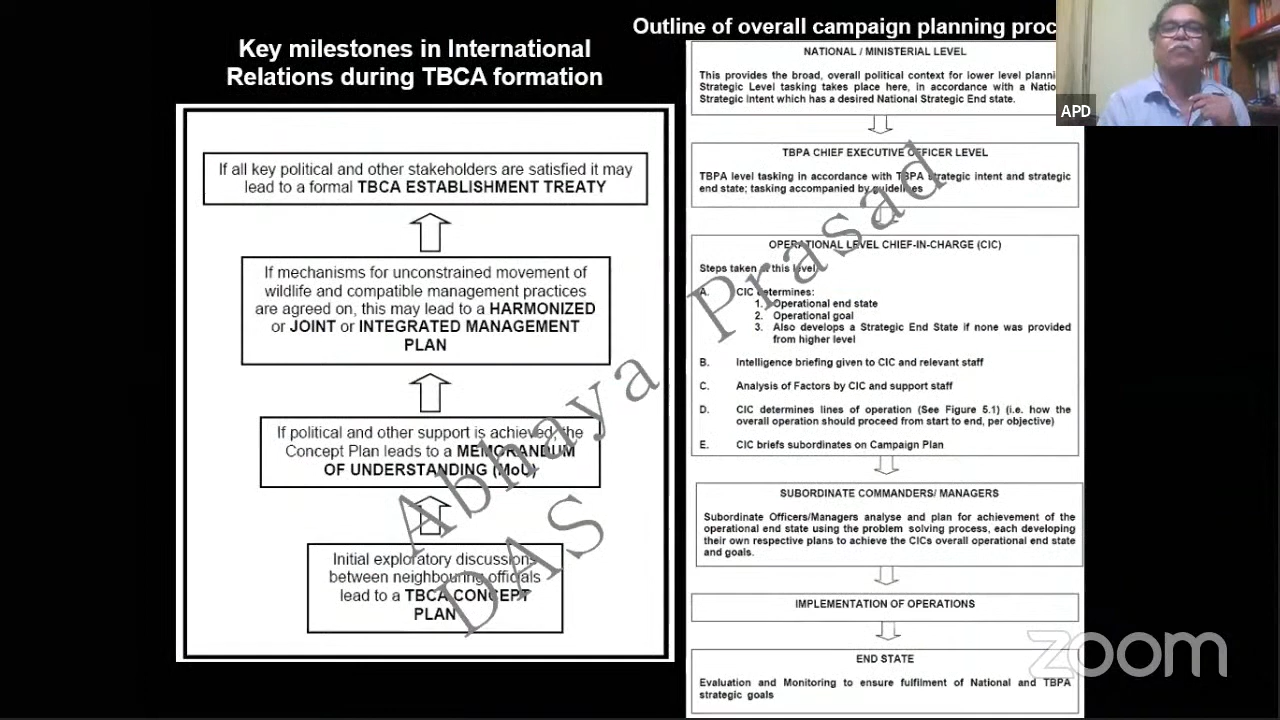 Key milestones in International
Relations during TBCA formation
If all key political and other stakeholders are satisfied it may
lead to a formal TBCA ESTABLISHMENT TREATY
If mechanisms for unconstrained movement of
wildlife and compatible management practices
are agreed on, this may lead to a HARMONIZED
or JOINT or INTEGRATED MANAGEMENT
PLAN
If political and other support is achieved, the
Concept Plan leads to a MEMORANDUM
OF UNDERSTANDING (MoU)
Initial exploratory discussions
between neighbouring officials
lead to a TBCA CONCEPT
PLAN
Outline of overall campaign planning proc
NATIONAL / MINISTERIAL LEVEL
This provides the broad, overall political context for lower level planni
Strategic Level tasking takes place here, in accordance with a Nation
Strategic Intent which has a desired National Strategic End state.
TBPA CHIEF EXECUTIVE OFFICER LEVEL
TBPA level tasking in accordance with TBPA strategic intent and strategic
end state; tasking accompanied by guidelines
OPERATIONAL LEVEL CHIEF-IN-CHARGE (CIC)
Steps taken at this level:
A. CIC determines:
1. Operational end state
2. Operational goal
3. Also develops a Strategic End State if none was provided
from higher level
B. Intelligence briefing given to CIC and relevant staff
C. Analysis of Factors by CIC and support staff
D. CIC determines lines of operation (See Figure 5.1) (i.e. how the
overall operation should proceed from start to end, per objective)
E. CIC briefs subordinates on Campaign Plan
SUBORDINATE COMMANDERS/ MANAGERS
Subordinate Officers/Managers analyse and plan for achievement of the
operational end state using the problem solving process, each developing
their own respective plans to achieve the CICs overall operational end state
and goals.
IMPLEMENTATION OF OPERATIONS
END STATE
Evaluation and Monitoring to ensure fulfilment of National and TBPA
strategic goals
Abhaya Prasad
DAS
APD
zoom